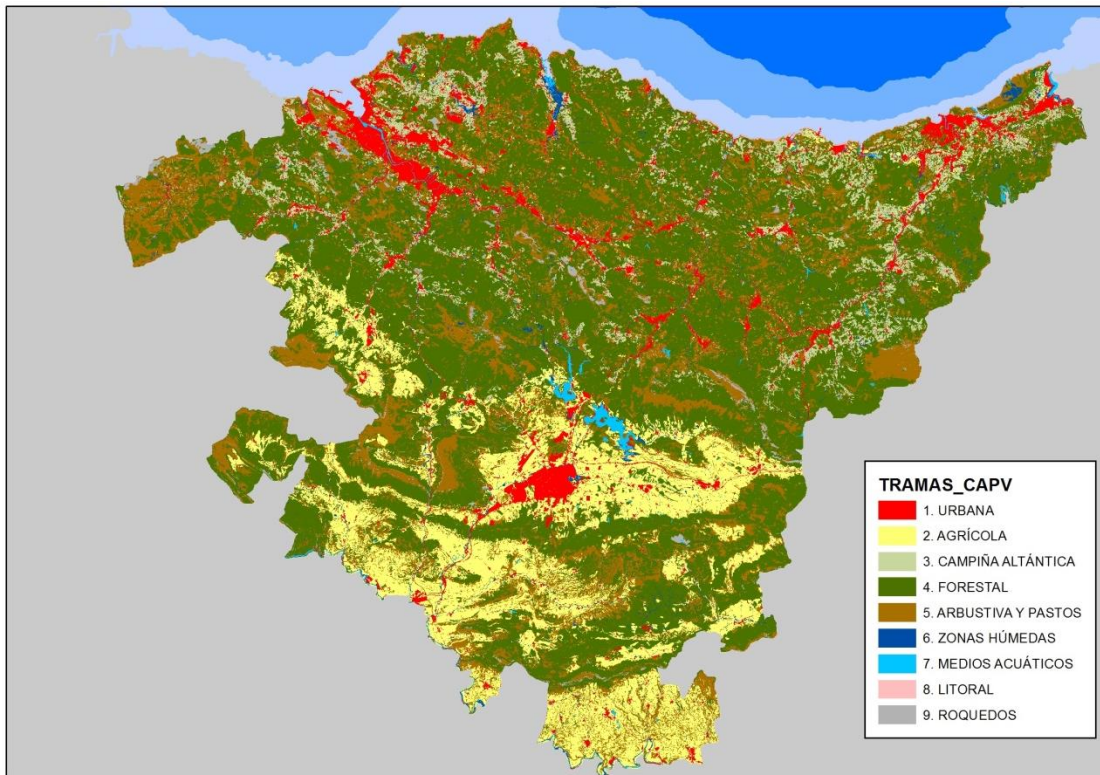 TRAMAS_CAPV
1. URBANA
2. AGRÍCOLA
3. CAMPIÑA ALTÁNTICA
4. FORESTAL
5. ARBUSTIVA Y PASTOS
6. ZONAS HÚMEDAS
7. MEDIOS ACUÁTICOS
8. LITORAL
9. ROQUEDOS